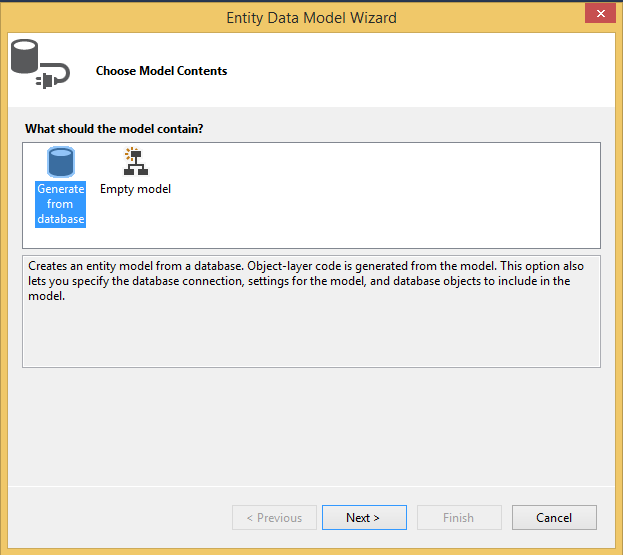 Entity Data Model Wizard
Choose Model Contents
What should the model contain?
Generate
from
database
Empty model
Creates an entity model from a database. Object-layer code is generated from the model. This option also
lets you specify the database connection, settings for the model, and database objects to include in the
model.
< Previous
Next >
Finish
Cancel